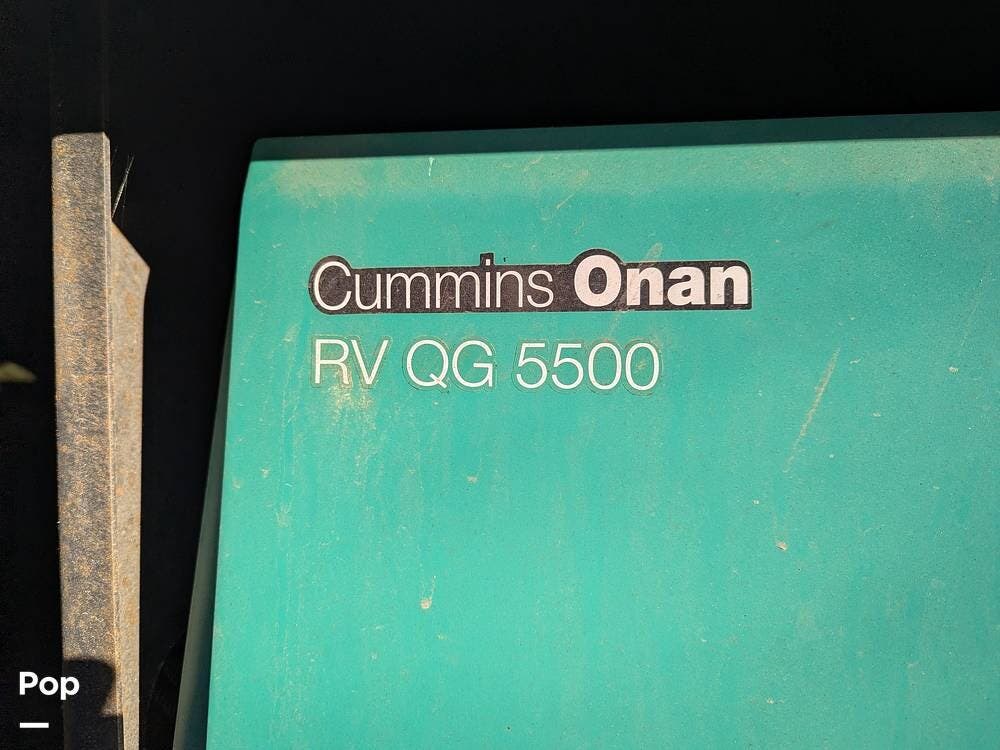 Cummins Onan
RV QG 5500
Pop